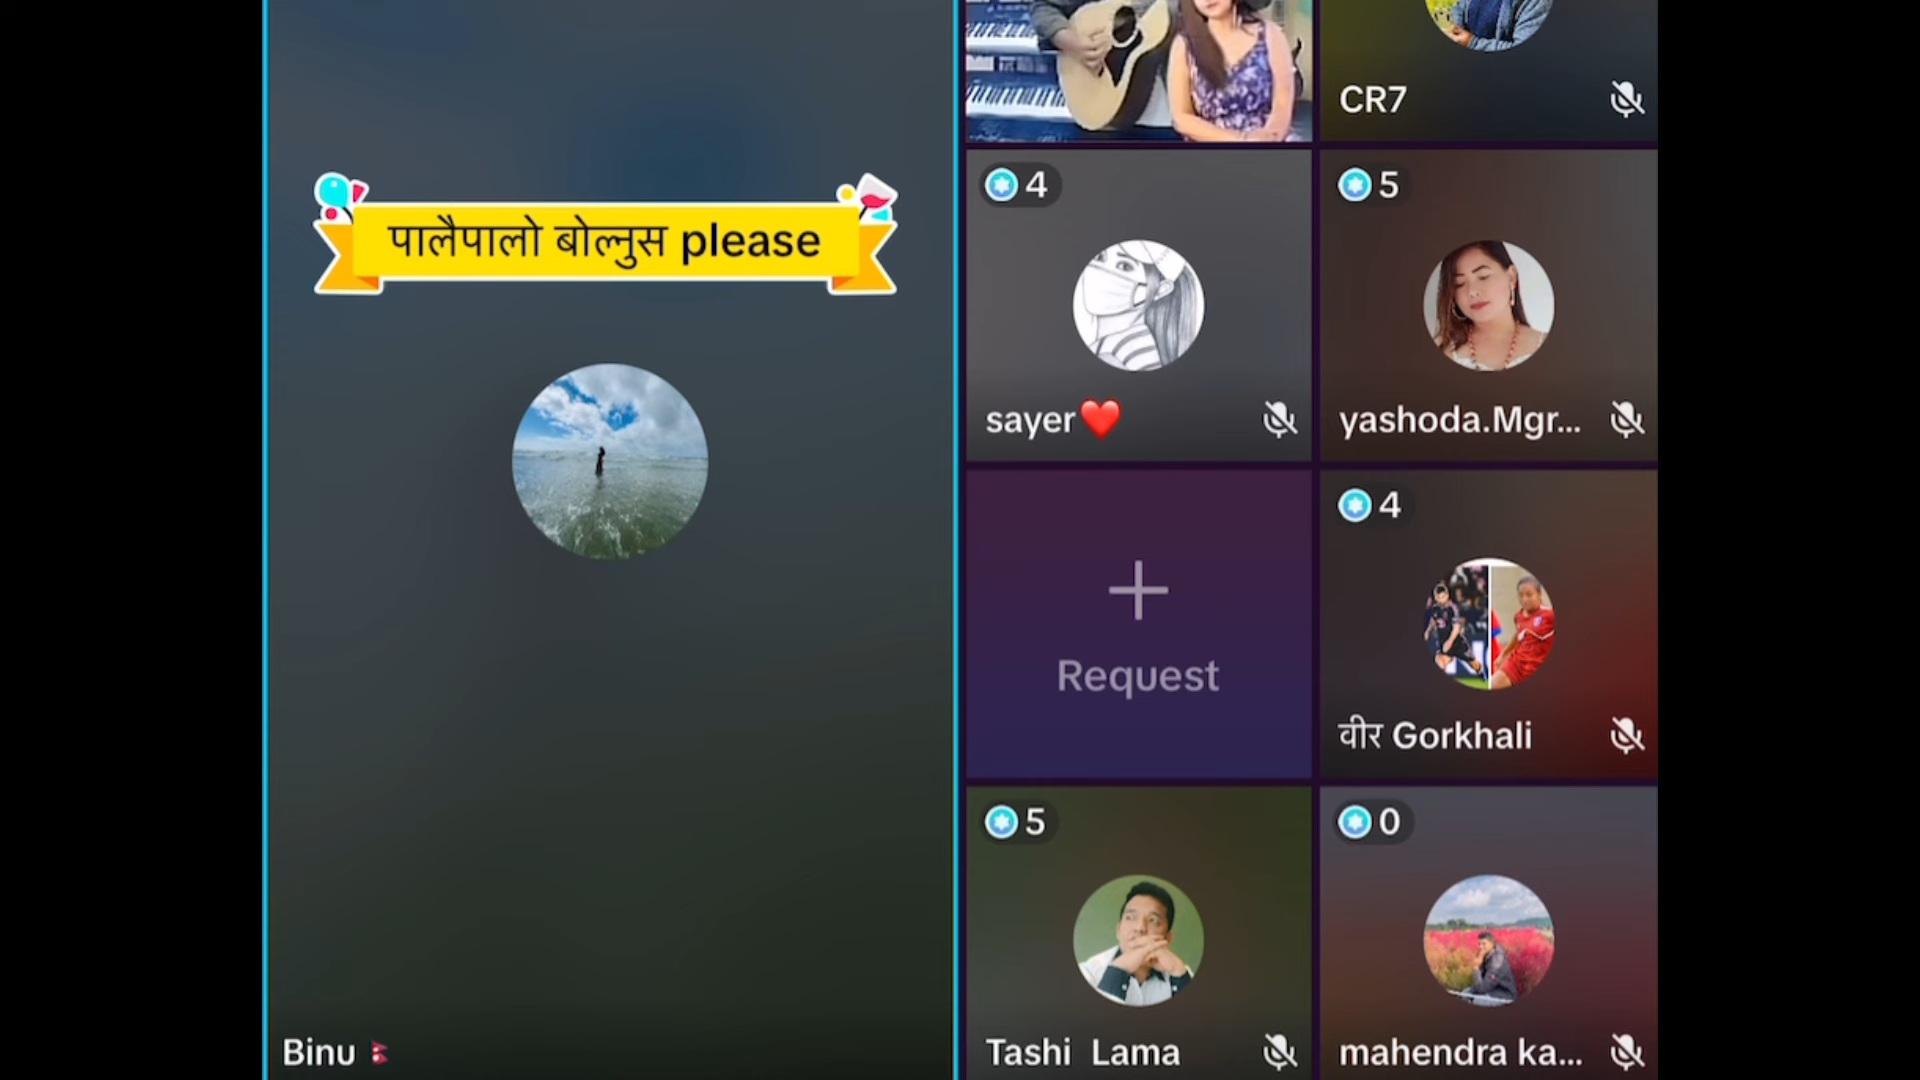 पालैपालो बोल्नुस please
Binu
CR7
4
sayer❤️
5
yashoda.Mgr...
Request
4
वीर Gorkhali
5
Tashi Lama
0
mahendra ka...